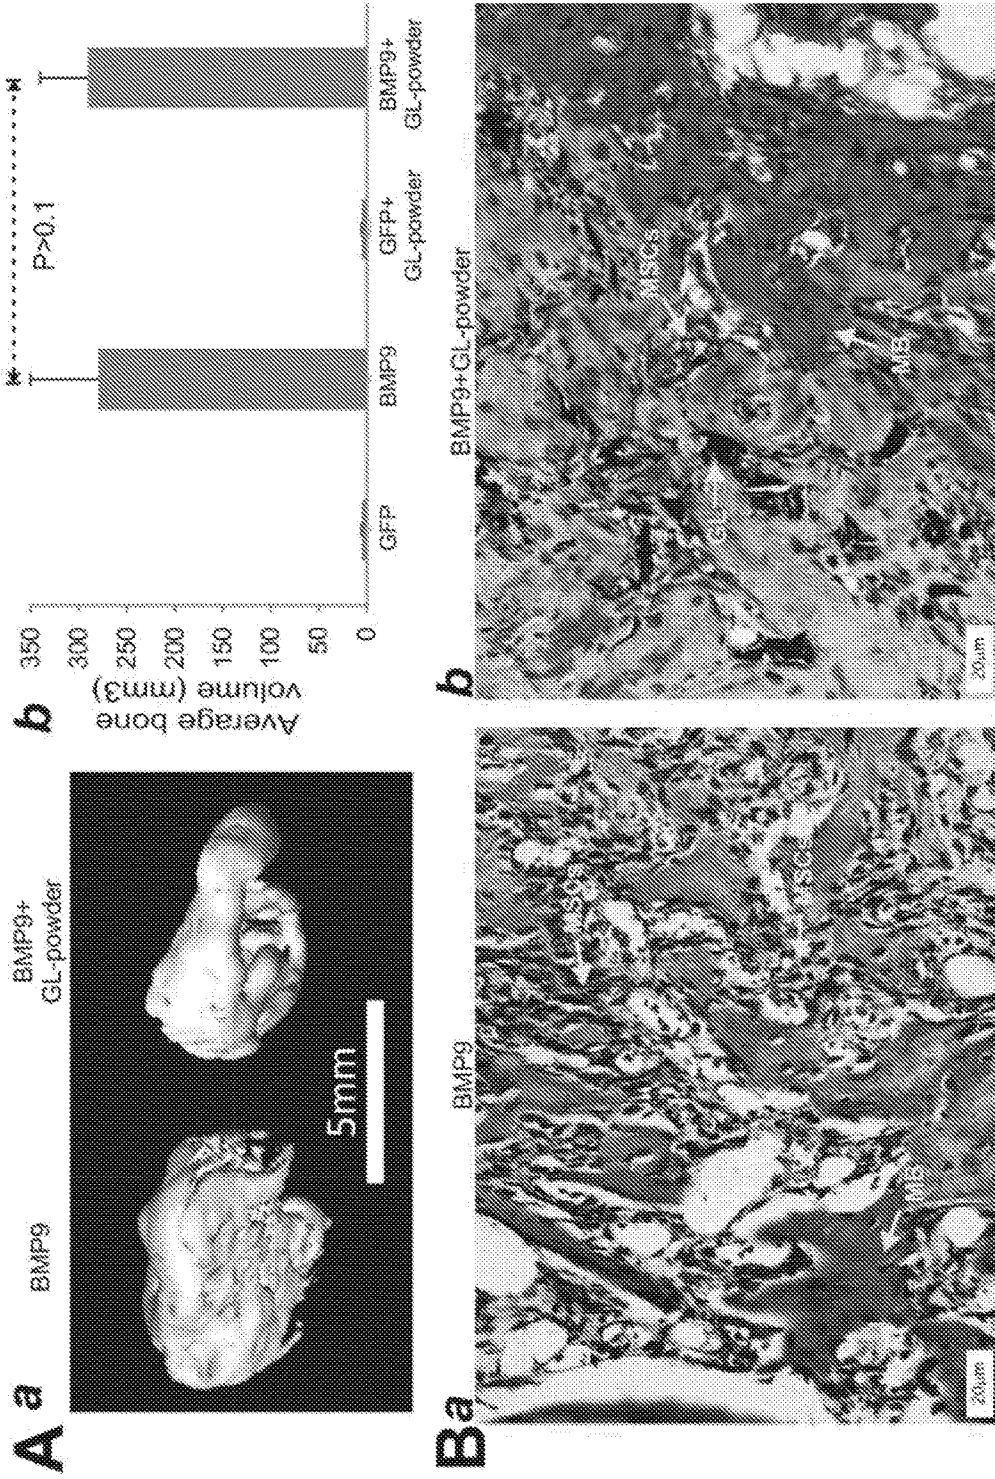 A
a
BMP9
BMP9+
GL-powder
5mm
b
Average bone
volume (mm3)
350
300
250
200
150
100
50
0
P>0.1
GFP
BMP9
GFP+
GL-powder
BMP9+
GL-powder
B
a
BMP9
MB
20μm
b
BMP9+GL-powder
MSCs
GL
MB
20μm